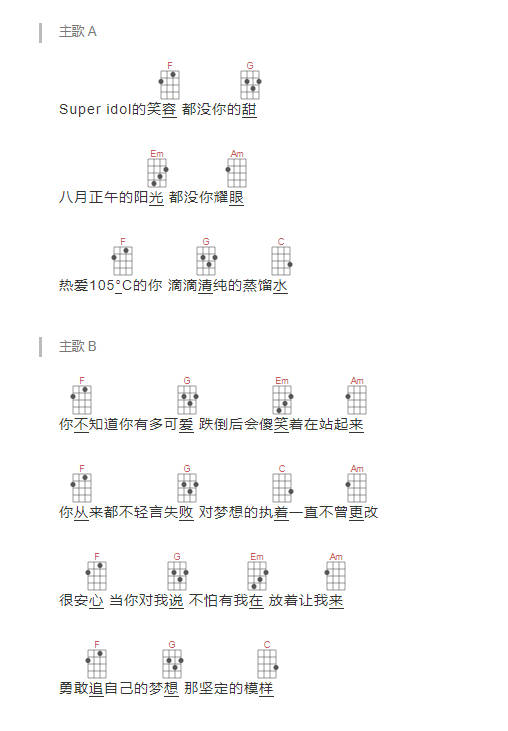 主歌 A
F G
Super idol的笑容 都没你的甜
Em Am
八月正午的阳光 都没你耀眼
F G C
热爱105°C的你 滴滴清纯的蒸馏水
主歌 B
F G Em Am
你不知道你有多可爱 跌倒后会傻笑着在站起来
F G C Am
你从来都不轻言失败 对梦想的执着一直不曾更改
F G Em Am
很安心 当你对我说 不怕有我在 放着让我来
F G C
勇敢追自己的梦想 那坚定的模样